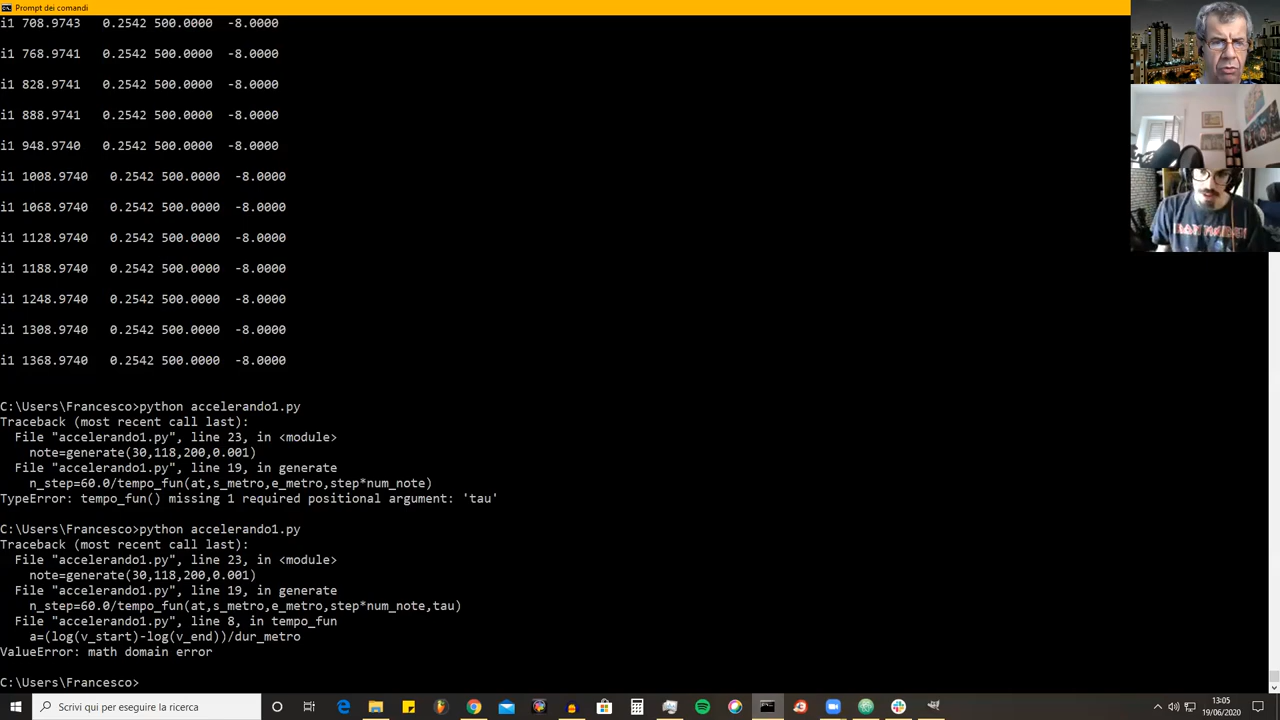 Prompt dei comandi
i1 708.9743   0.2542 500.0000  -8.0000
i1 768.9741   0.2542 500.0000  -8.0000
i1 828.9741   0.2542 500.0000  -8.0000
i1 888.9741   0.2542 500.0000  -8.0000
i1 948.9740   0.2542 500.0000  -8.0000
i1 1008.9740   0.2542 500.0000  -8.0000
i1 1068.9740   0.2542 500.0000  -8.0000
i1 1128.9740   0.2542 500.0000  -8.0000
i1 1188.9740   0.2542 500.0000  -8.0000
i1 1248.9740   0.2542 500.0000  -8.0000
i1 1308.9740   0.2542 500.0000  -8.0000
i1 1368.9740   0.2542 500.0000  -8.0000
C:\Users\Francesco>python accelerando1.py
Traceback (most recent call last):
  File "accelerando1.py", line 23, in <module>
    note=generate(30,118,200,0.001)
  File "accelerando1.py", line 19, in generate
    n_step=60.0/tempo_fun(at,s_metro,e_metro,step*num_note)
TypeError: tempo_fun() missing 1 required positional argument: 'tau'
C:\Users\Francesco>python accelerando1.py
Traceback (most recent call last):
  File "accelerando1.py", line 23, in <module>
    note=generate(30,118,200,0.001)
  File "accelerando1.py", line 19, in generate
    n_step=60.0/tempo_fun(at,s_metro,e_metro,step*num_note,tau)
  File "accelerando1.py", line 8, in tempo_fun
    a=(log(v_start)-log(v_end))/dur_metro
ValueError: math domain error
C:\Users\Francesco>
IRON MAIDEN
Scrivi qui per eseguire la ricerca
13:05
19/06/2020